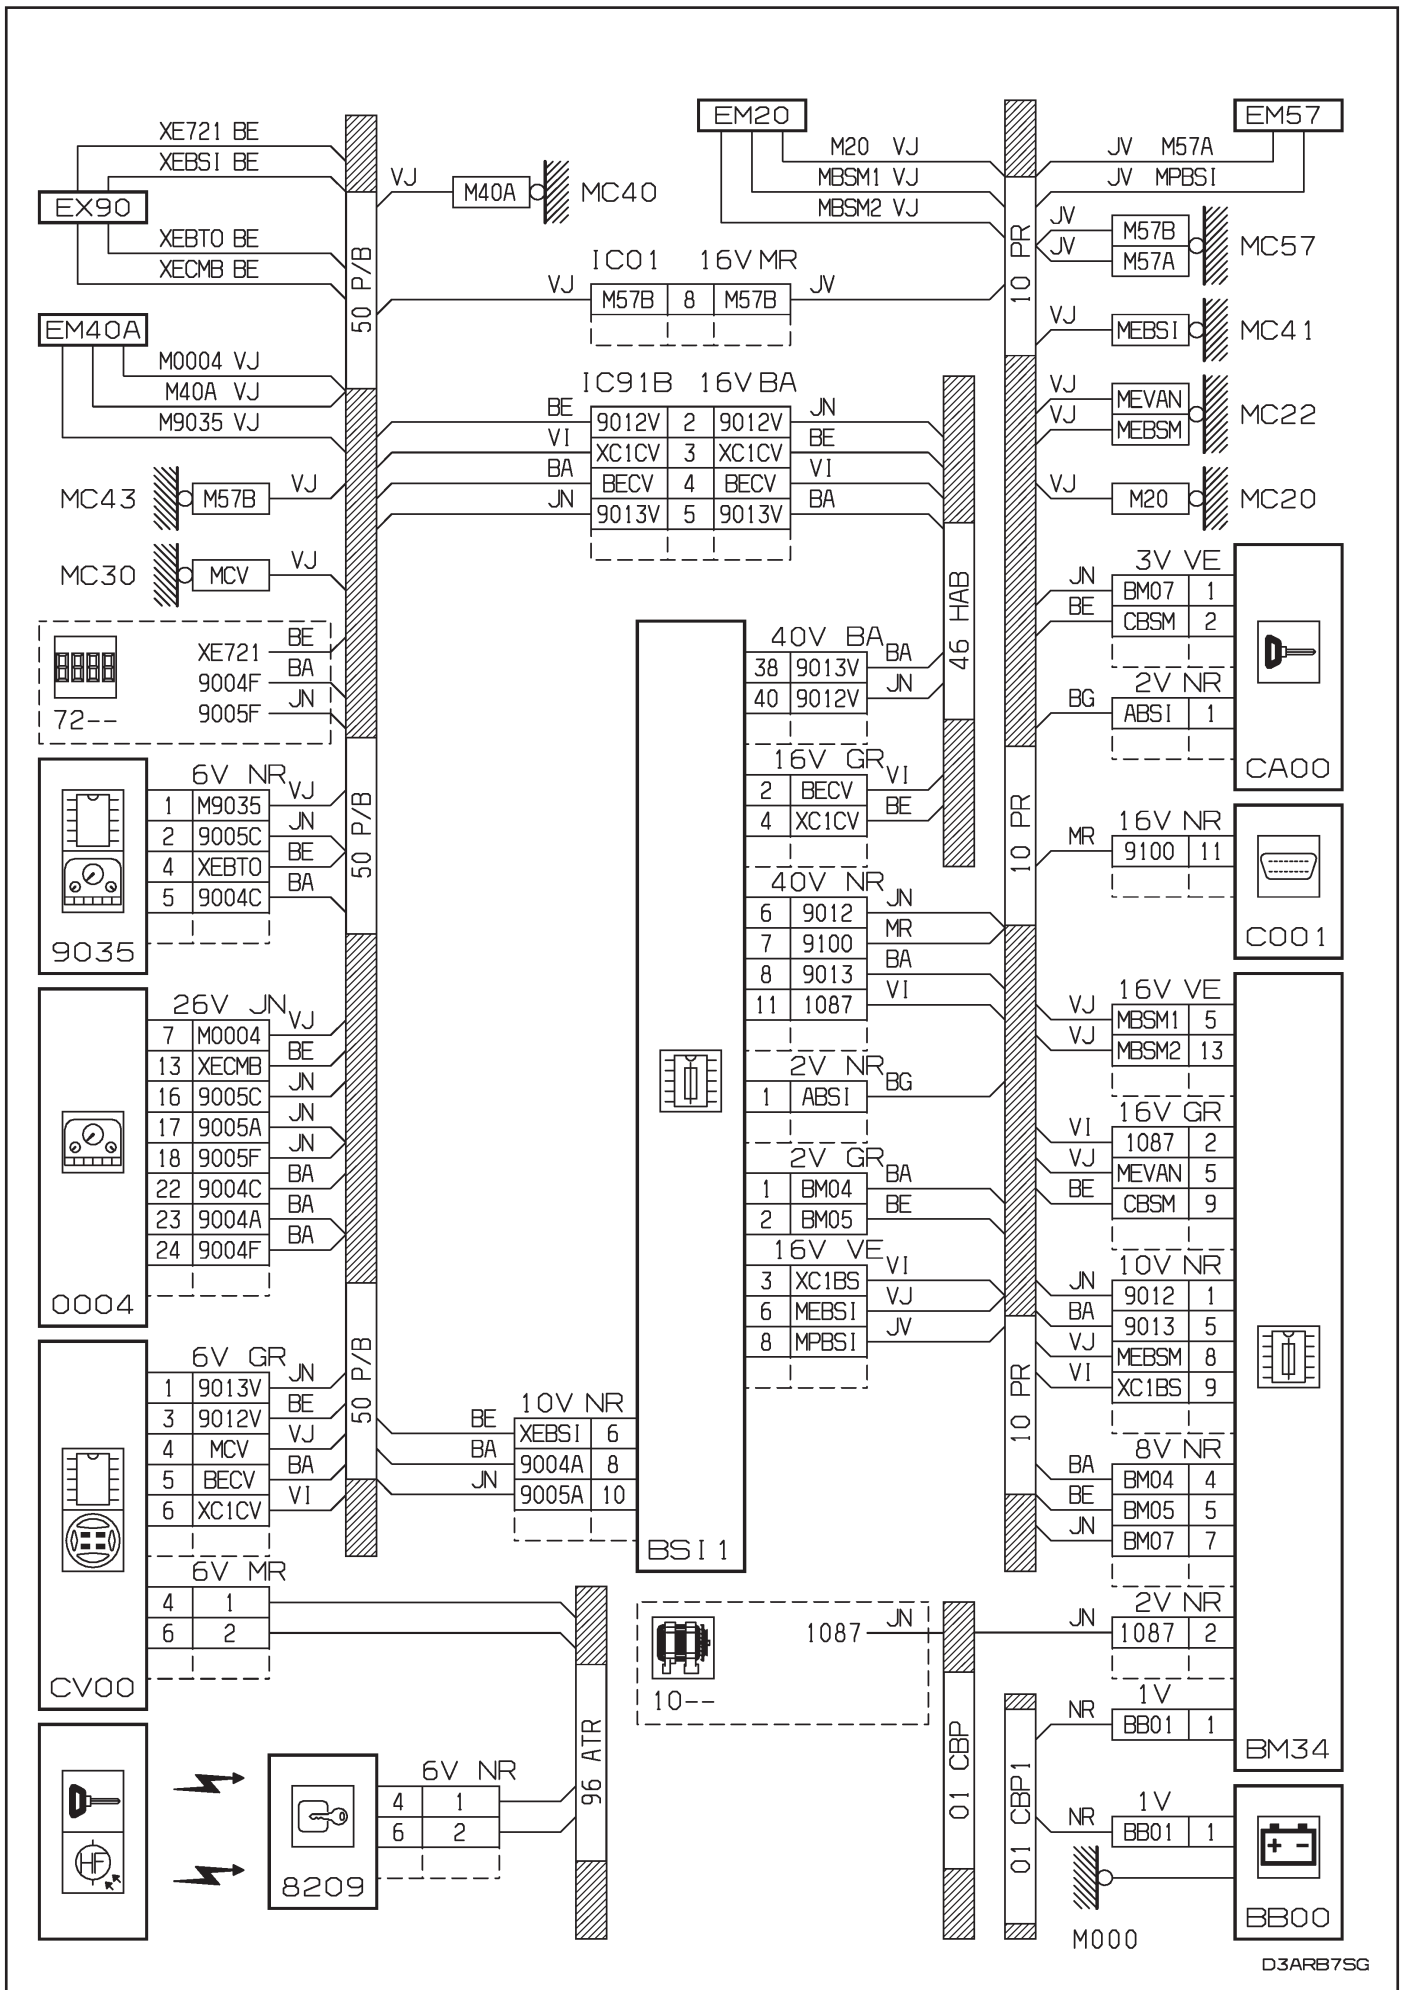 XE721 BE
XEBSI BE
EX90
XEBTO BE
XECMB BE
EM40A
M0004 VJ
M40A VJ
M9035 VJ
MC43 M57B VJ
MC30 MCV VJ
72--
XE721 BE
9004F BA
9005F JN
50 P/B
VJ M40A MC40
IC01 16V MR
VJ M57B 8 M57B JV
IC91B 16V BA
BE 9012V 2 9012V JN
VI XC1CV 3 XC1CV BE
BA BECV 4 BECV VI
JN 9013V 5 9013V BA
46 HAB
EM20
M20 VJ
MBSM1 VJ
MBSM2 VJ
10 PR
EM57
JV M57A
JV MPBSI
JV M57B
JV M57A
MC57
VJ MEBSI MC41
VJ MEVAN
VJ MEBSM
MC22
VJ M20 MC20
3V VE
JN BM07 1
BE CBSM 2
2V NR
BG ABSI 1
CA00
16V NR
MR 9100 11
C001
6V NR
1 M9035 VJ
2 9005C JN
4 XEBTO BE
5 9004C BA
9035
50 P/B
26V JN
7 M0004 VJ
13 XECMB BE
16 9005C JN
17 9005A JN
18 9005F JN
22 9004C BA
23 9004A BA
24 9004F BA
0004
6V GR
1 9013V JN
3 9012V BE
4 MCV VJ
5 BECV BA
6 XC1CV VI
6V MR
4 1
6 2
CV00
50 P/B
40V BA
38 9013V BA
40 9012V JN
16V GR
2 BECV VI
4 XC1CV BE
40V NR
6 9012 JN
7 9100 MR
8 9013 BA
11 1087 VI
2V NR
1 ABSI BG
2V GR
1 BM04 BA
2 BM05 BE
16V VE
3 XC1BS VI
6 MEBSI VJ
8 MPBSI JV
10V NR
BE XEBSI 6
BA 9004A 8
JN 9005A 10
BSI1
10 PR
10 PR
16V VE
VJ MBSM1 5
VJ MBSM2 13
16V GR
VI 1087 2
VJ MEVAN 5
BE CBSM 9
10V NR
JN 9012 1
BA 9013 5
VJ MEBSM 8
VI XC1BS 9
8V NR
BA BM04 4
BE BM05 5
JN BM07 7
2V NR
JN 1087 2
1V
NR BB01 1
BM34
10--
1087 JN
01 CBP
01 CBP1
96 ATR
HF
6V NR
4 1
6 2
8209
1V
NR BB01 1
+ -
BB00
M000
D3ARB7SG